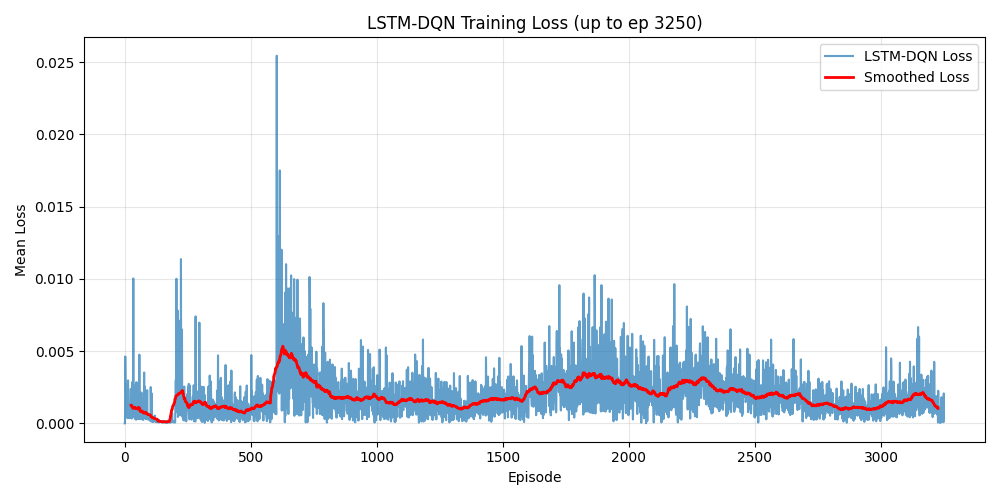 LSTM-DQN Training Loss (up to ep 3250)
LSTM-DQN Loss
Smoothed Loss
Mean Loss
0.025
0.020
0.015
0.010
0.005
0.000
0
500
1000
1500
2000
2500
3000
Episode